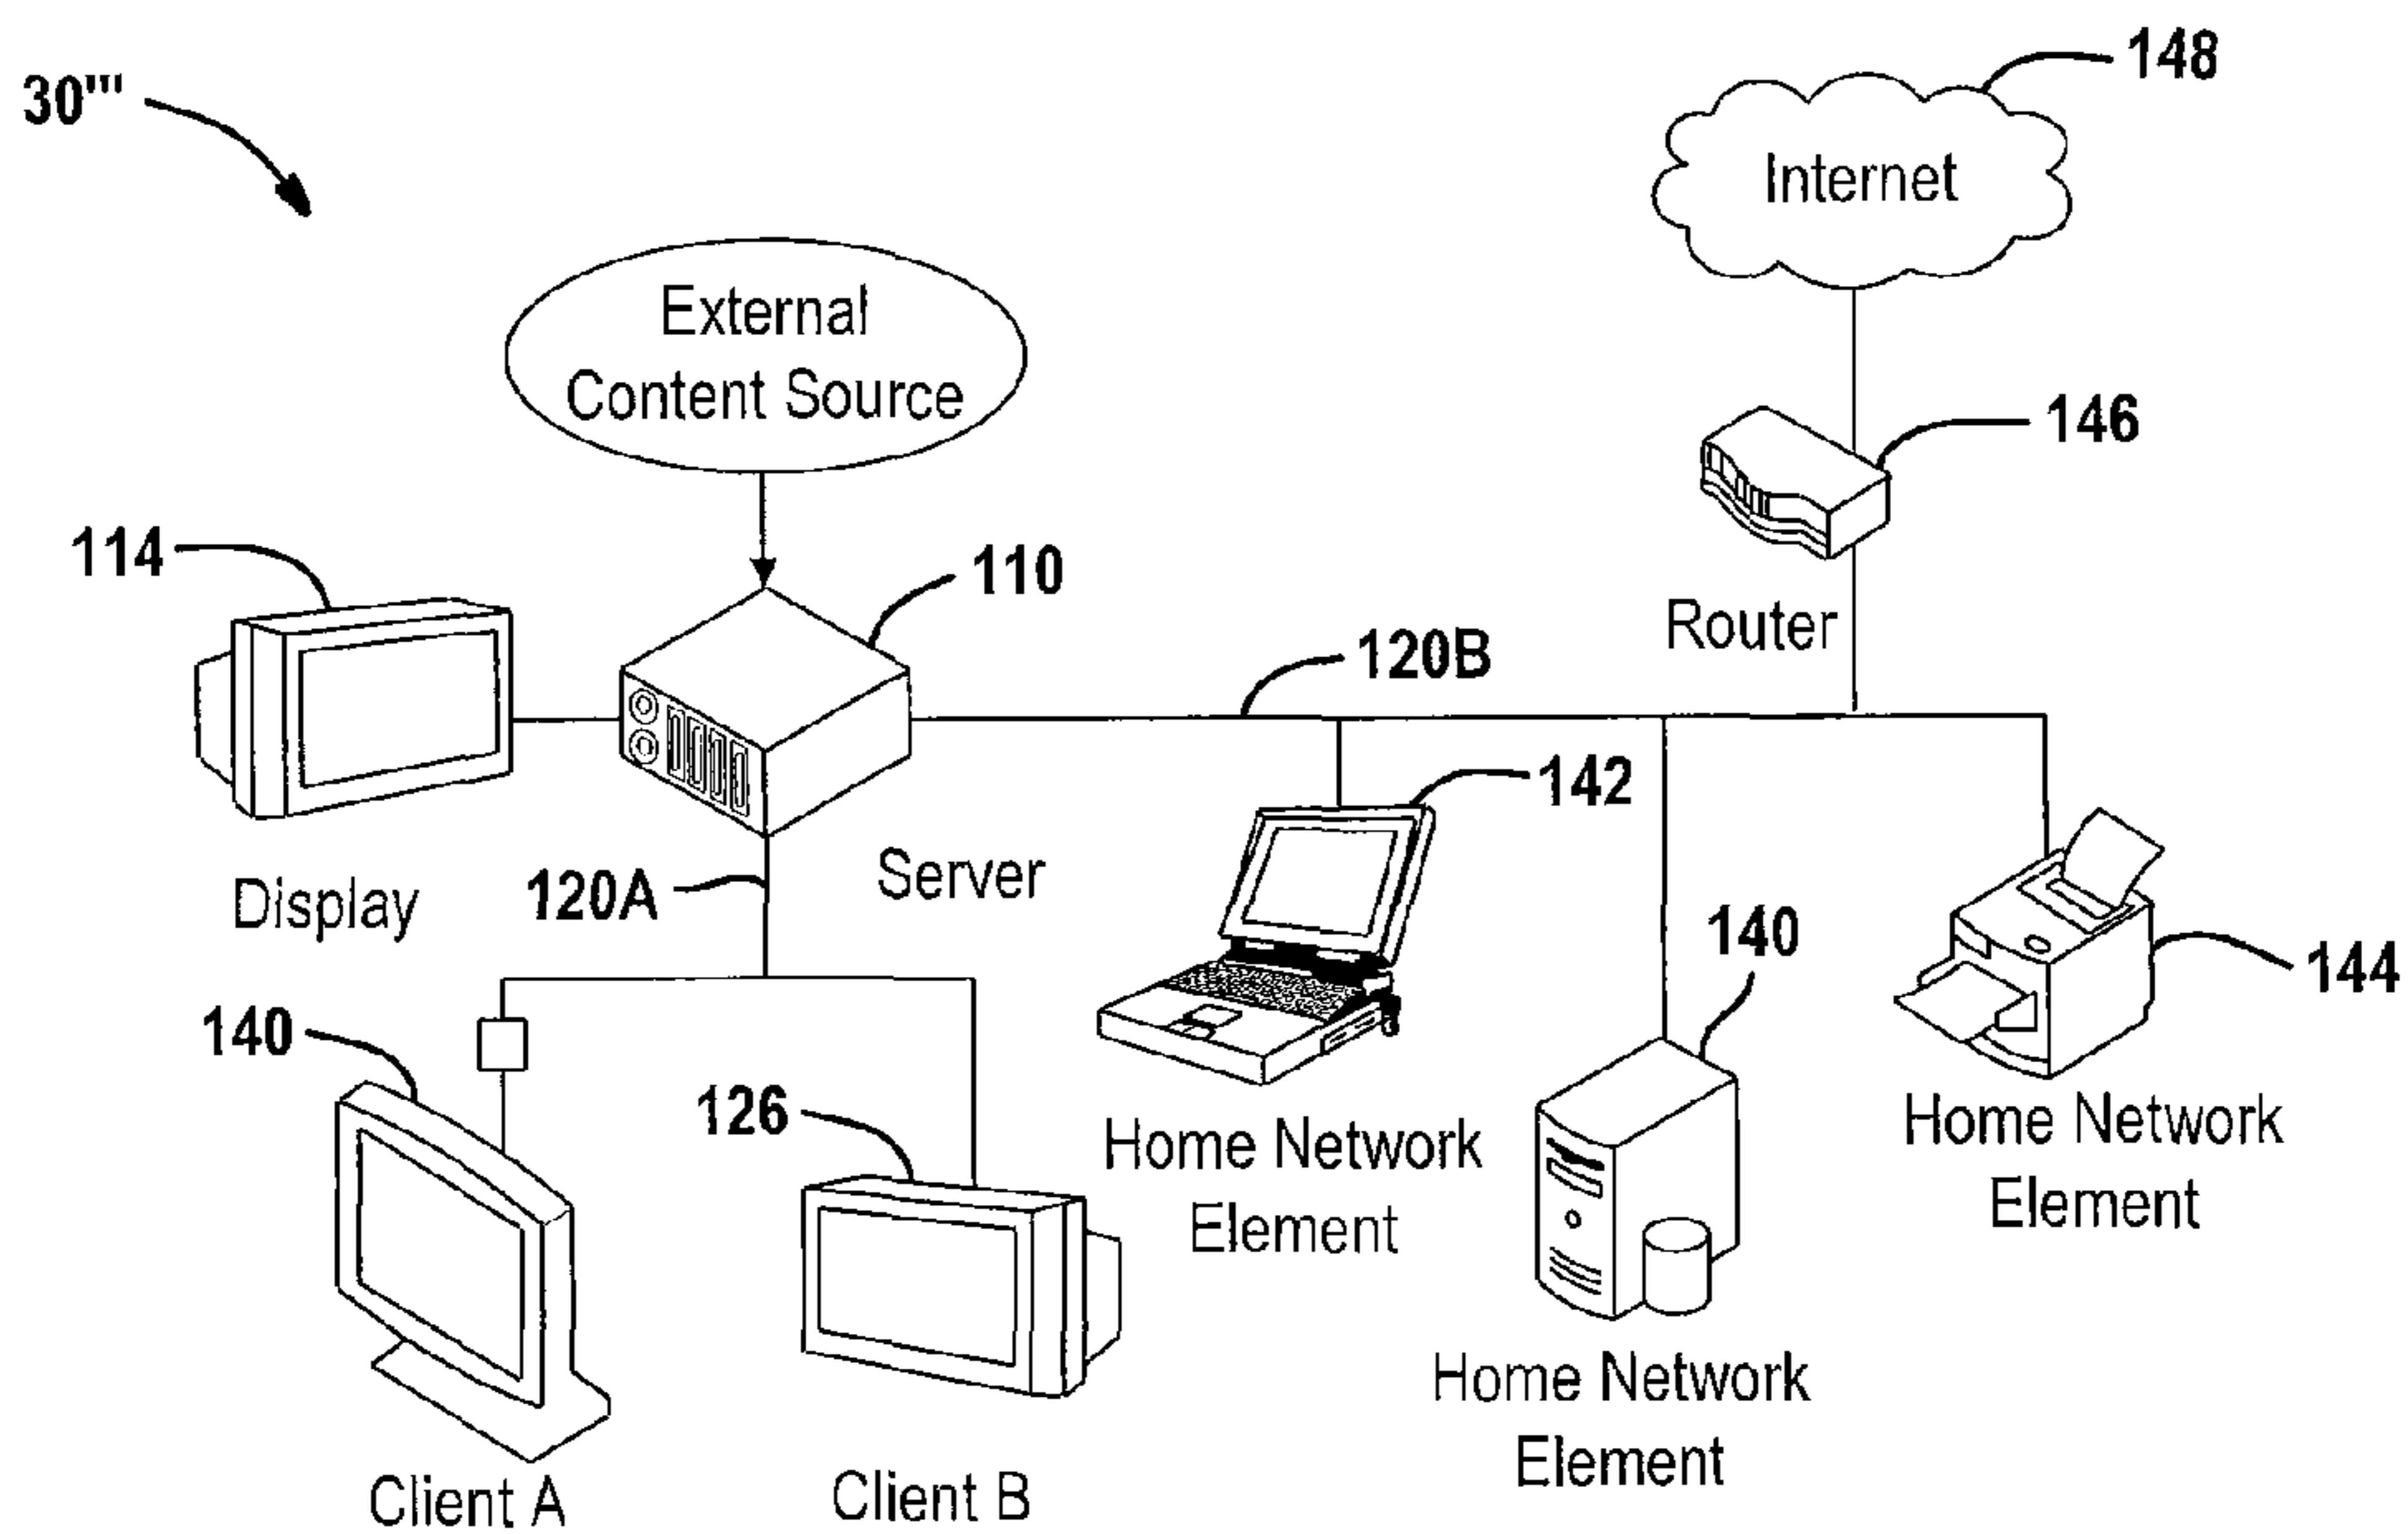 30'''
148
Internet
External
Content Source
146
114
110
Router
120B
142
Display
120A
Server
140
144
140
126
Home Network
Element
Home Network
Element
Home Network
Element
Client A
Client B